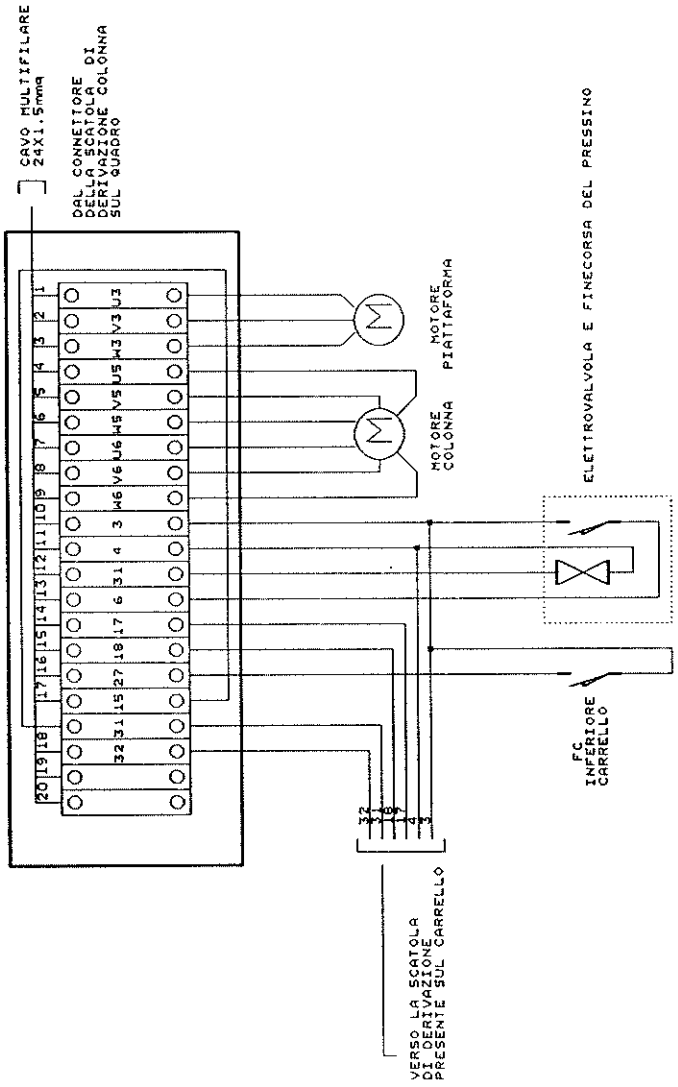 CAVO MULTIFILARE
24X1.5mmq
DAL CONNETTORE
DELLA SCATOLA DI
DERIVAZIONE COLONNA
SUL QUADRO
20 19 18 17 16 15 14 13 12 11 10 9 8 7 6 5 4 3 2 1
32 31 15 27 18 17 6 31 4 3 W6 V6 U6 W5 V5 U5 W3 V3 U3
32
31
18
17
4
3
VERSO LA SCATOLA
DI DERIVAZIONE
PRESENTE SUL CARRELLO
M
M
MOTORE
COLONNA
MOTORE
PIATTAFORMA
FC
INFERIORE
CARRELLO
ELETTROVALVOLA E FINECORSA DEL PRESSINO